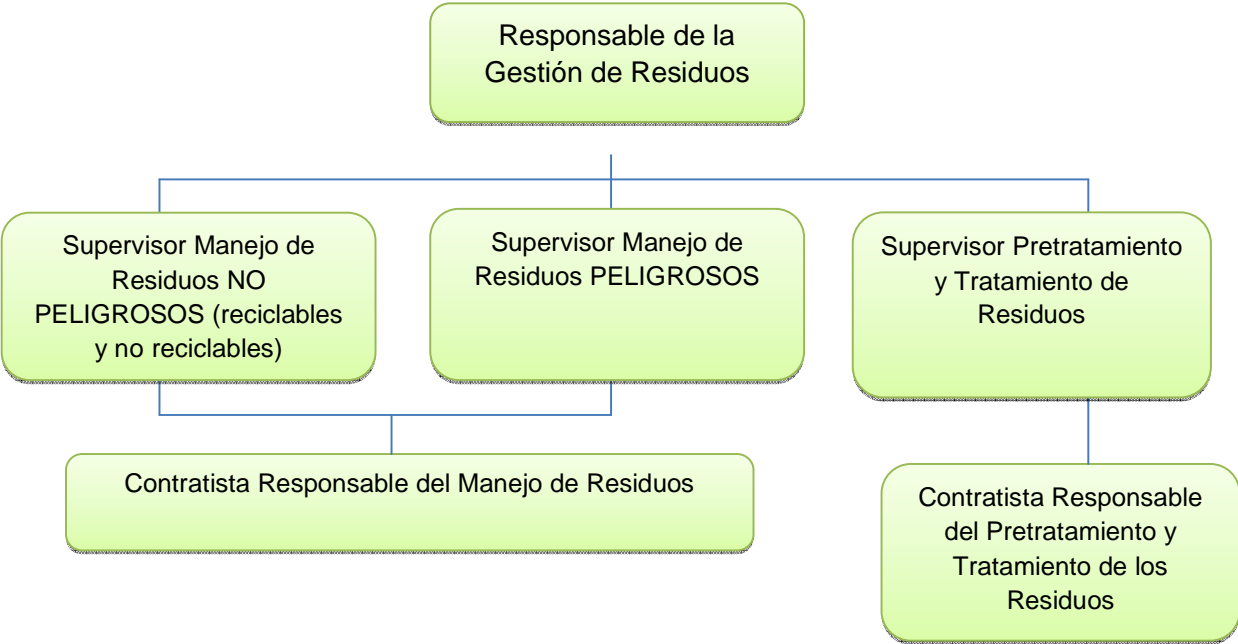 Responsable de la
Gestión de Residuos
Supervisor Manejo de
Residuos NO
PELIGROSOS (reciclables
y no reciclables)
Supervisor Manejo de
Residuos PELIGROSOS
Supervisor Pretratamiento
y Tratamiento de
Residuos
Contratista Responsable del Manejo de Residuos
Contratista Responsable
del Pretratamiento y
Tratamiento de los
Residuos